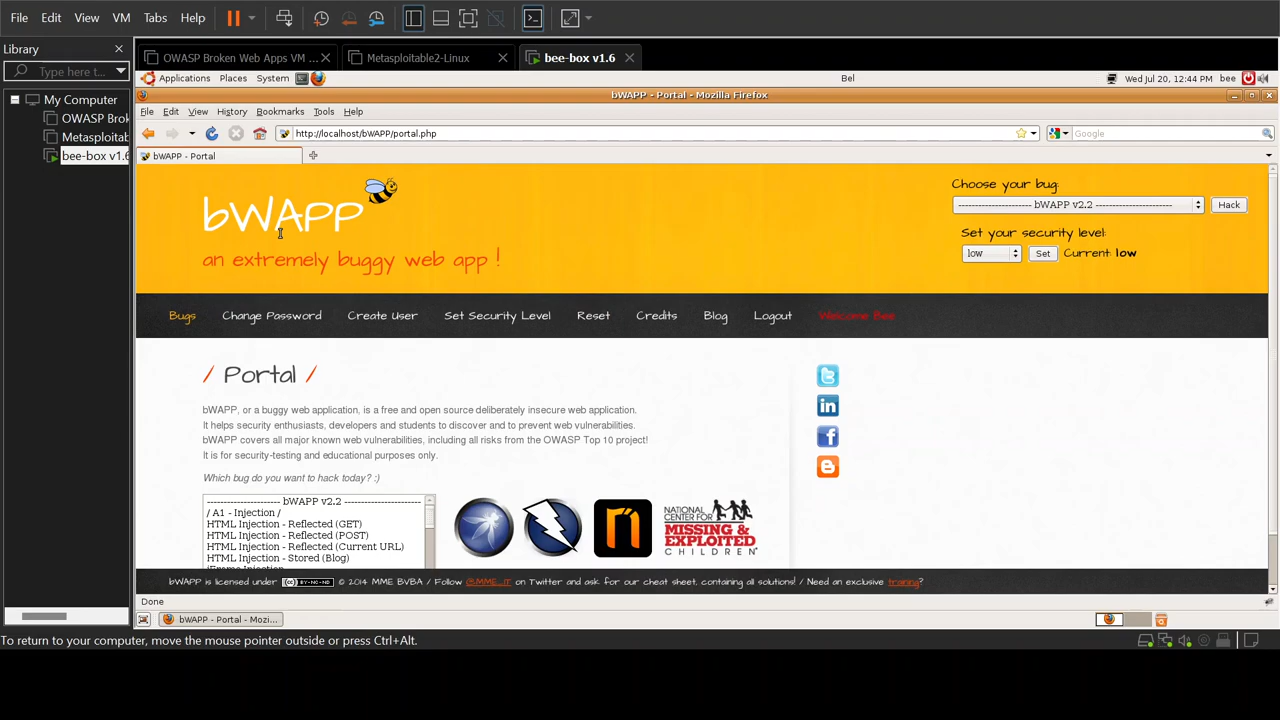 File Edit View VM Tabs Help
Library
Type here t...
My Computer
OWASP Brok
Metasploitab
bee-box v1.6
OWASP Broken Web Apps VM ...
Metasploitable2-Linux
bee-box v1.6
Applications Places System
Bel
Wed Jul 20, 12:44 PM bee
bWAPP - Portal - Mozilla Firefox
File Edit View History Bookmarks Tools Help
http://localhost/bWAPP/portal.php
Google
bWAPP - Portal
bWAPP
an extremely buggy web app !
Choose your bug:
---------------------- bWAPP v2.2 -----------------------
Hack
Set your security level:
low
Set
Current: low
Bugs Change Password Create User Set Security Level Reset Credits Blog Logout Welcome Bee
/ Portal /
bWAPP, or a buggy web application, is a free and open source deliberately insecure web application.
It helps security enthusiasts, developers and students to discover and to prevent web vulnerabilities.
bWAPP covers all major known web vulnerabilities, including all risks from the OWASP Top 10 project!
It is for security-testing and educational purposes only.
Which bug do you want to hack today? :)
---------------------- bWAPP v2.2 -----------------------
/ A1 - Injection /
HTML Injection - Reflected (GET)
HTML Injection - Reflected (POST)
HTML Injection - Reflected (Current URL)
HTML Injection - Stored (Blog)
NATIONAL CENTER FOR
MISSING &
EXPLOITED
CHILDREN
bWAPP is licensed under CC BY-NC-ND © 2014 MME BVBA / Follow @MME_IT on Twitter and ask for our cheat sheet, containing all solutions! / Need an exclusive training?
Done
bWAPP - Portal - Mozi...
To return to your computer, move the mouse pointer outside or press Ctrl+Alt.